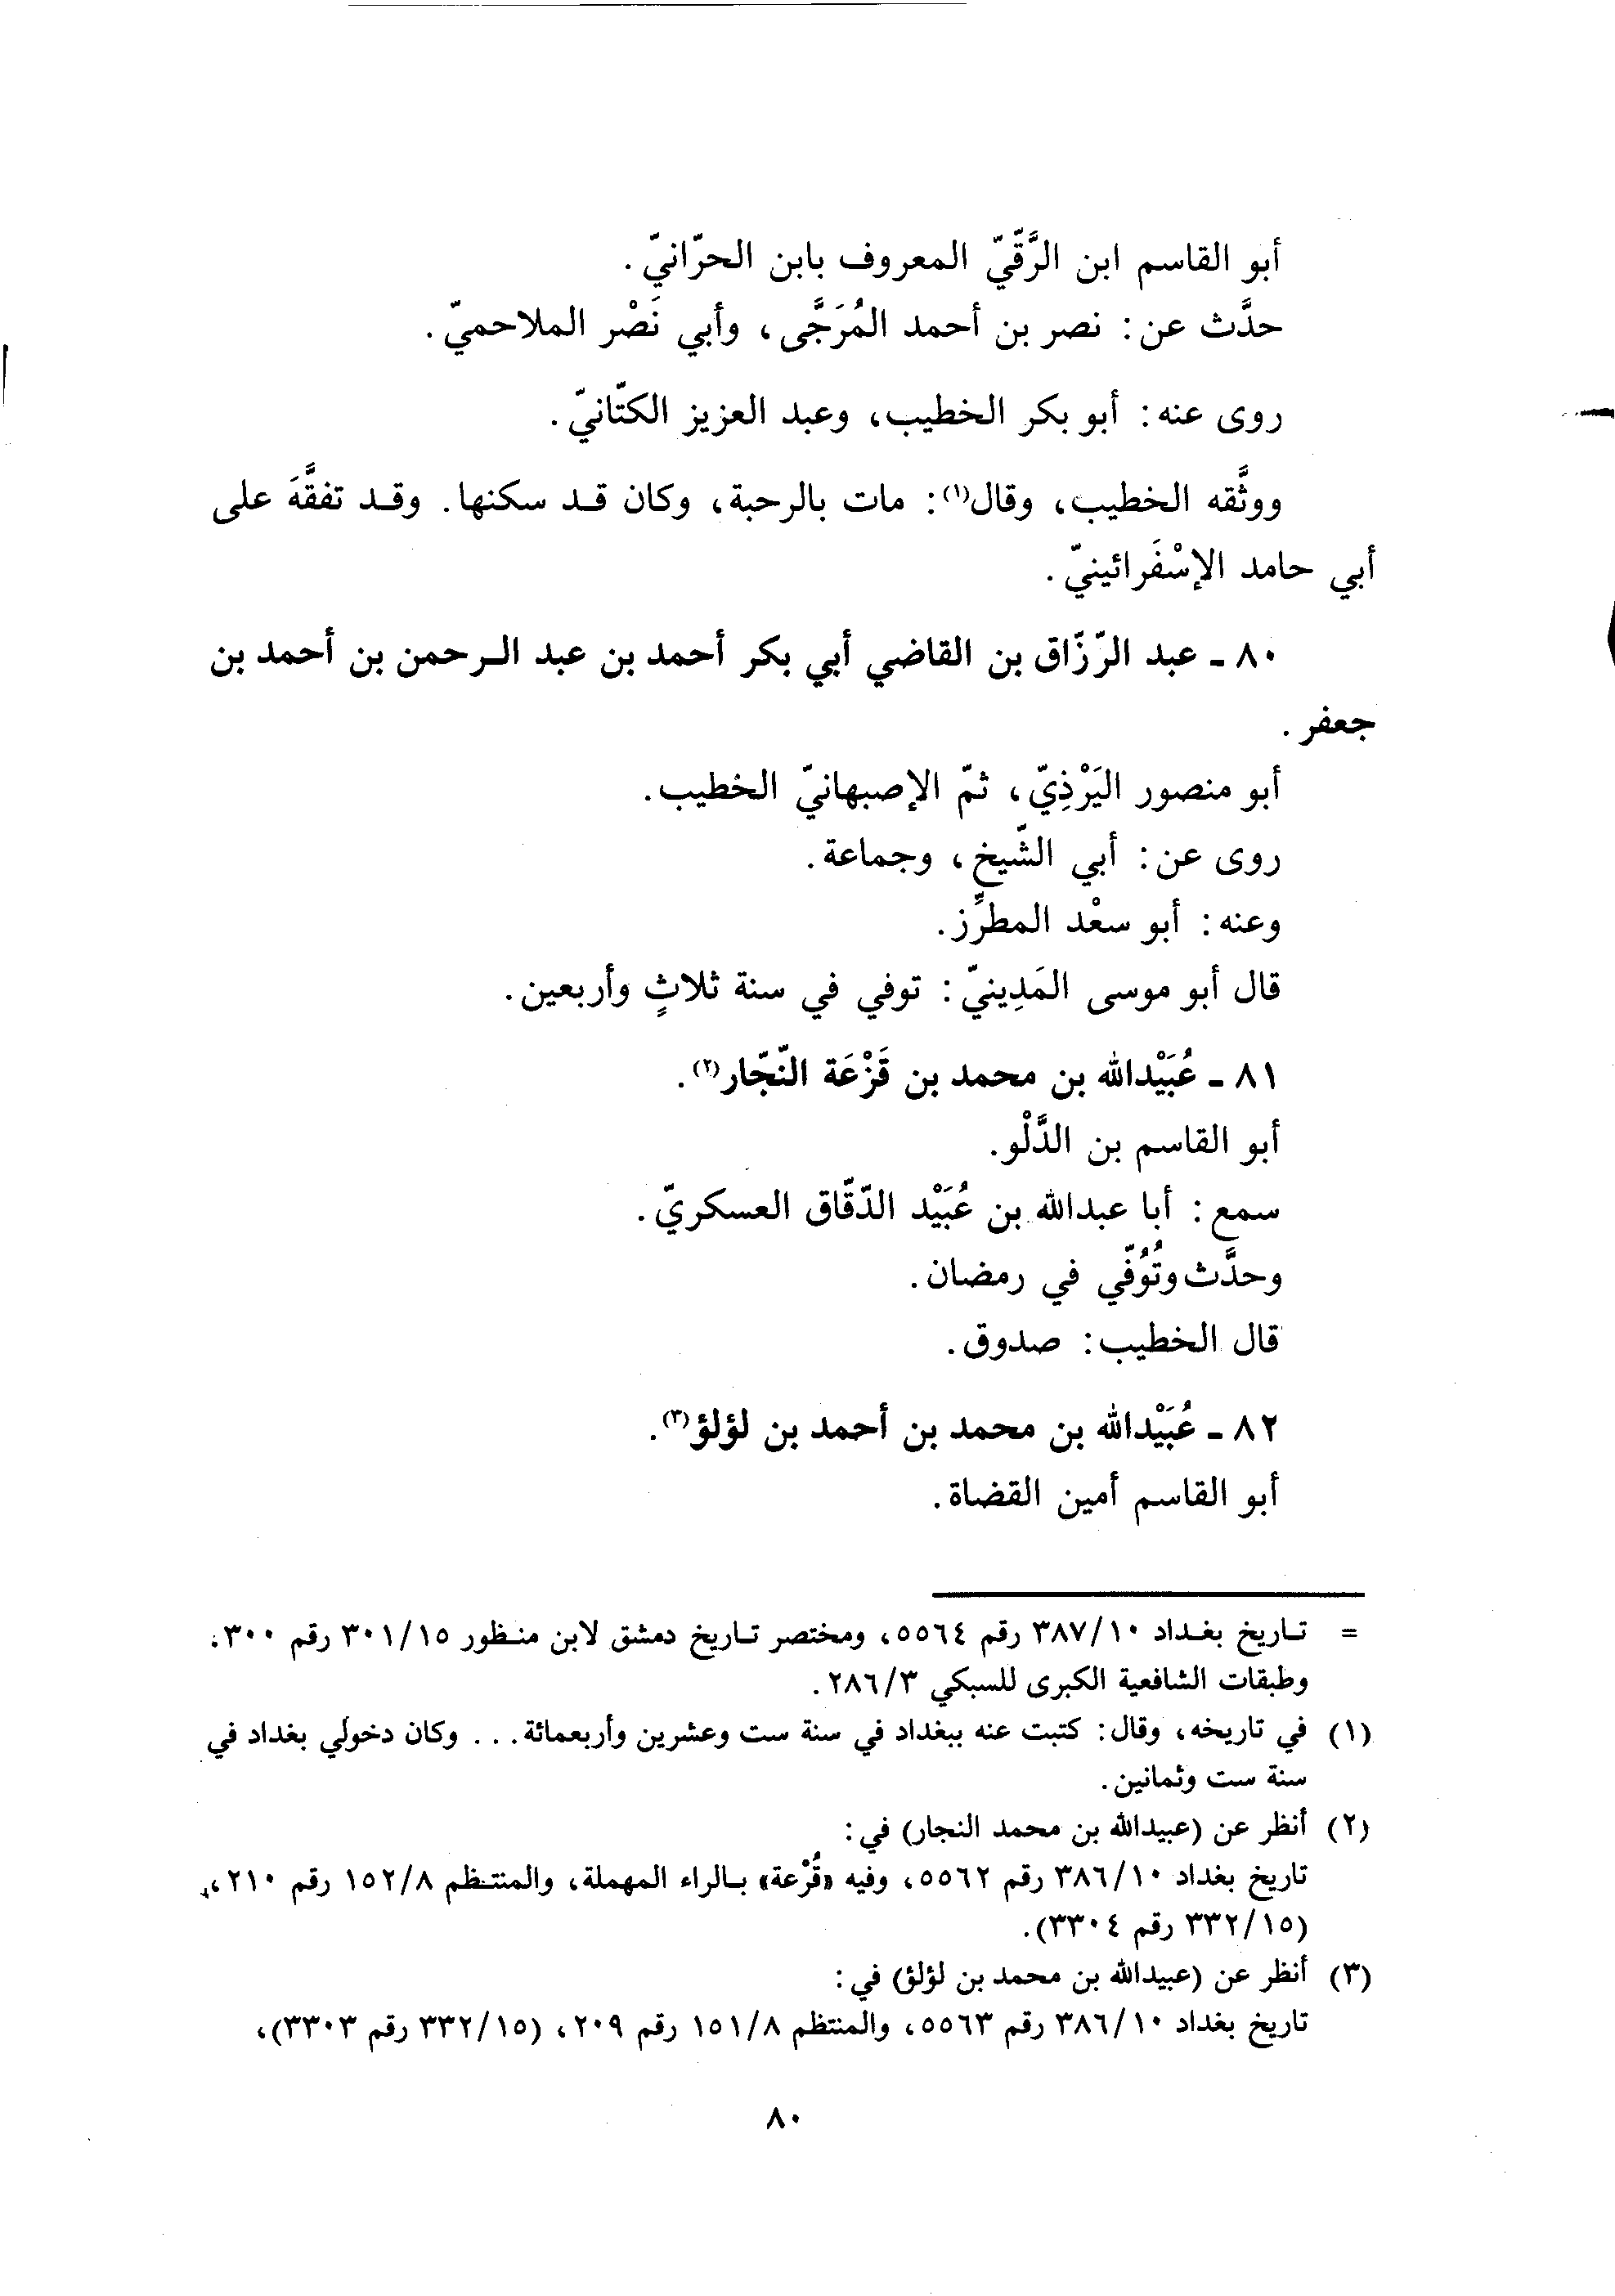 أبو القاسم ابن الرَّقّيّ المعروف بابن الحرّانيّ.
حدَّث عن: نصر بن أحمد المُرَجَّى، وأبي نَصْر الملاحميّ.
روى عنه: أبو بكر الخطيب، وعبد العزيز الكتّانيّ.
ووثَّقه الخطيب، وقال(١): مات بالرحبة، وكان قد سكنها. وقد تفقَّهَ على
أبي حامد الإسْفَرائينيّ.
٨٠ ـ عبد الرّزّاق بن القاضي أبي بكر أحمد بن عبد الرحمن بن أحمد بن
جعفر.
أبو منصور اليَرْذِيّ، ثمّ الإصبهانيّ الخطيب.
روى عن: أبي الشّيخ، وجماعة.
وعنه: أبو سعْد المطرِّز.
قال أبو موسى المَدِينيّ: توفي في سنة ثلاثٍ وأربعين.
٨١ ـ عُبَيْدالله بن محمد بن قَزْعَة النّجّار(٢).
أبو القاسم بن الدَّلْو.
سمع: أبا عبدالله بن عُبَيْد الدّقّاق العسكريّ.
وحدَّث وتُوُفّي في رمضان.
قال الخطيب: صدوق.
٨٢ ـ عُبَيْدالله بن محمد بن أحمد بن لؤلؤ(٣).
أبو القاسم أمين القضاة.
= تاريخ بغداد ٣٨٧/١٠ رقم ٥٥٦٤، ومختصر تاريخ دمشق لابن منظور ٣٠١/١٥ رقم ٣٠٠،
وطبقات الشافعية الكبرى للسبكي ٢٨٦/٣.
(١) في تاريخه، وقال: كتبت عنه ببغداد في سنة ست وعشرين وأربعمائة... وكان دخولي بغداد في
سنة ست وثمانين.
(٢) أنظر عن (عبيدالله بن محمد النجار) في:
تاريخ بغداد ٣٨٦/١٠ رقم ٥٥٦٢، وفيه «قُرْعة» بالراء المهملة، والمنتظم ١٥٢/٨ رقم ٢١٠،
(٣٣٢/١٥ رقم ٣٣٠٤).
(٣) أنظر عن (عبيدالله بن محمد بن لؤلؤ) في:
تاريخ بغداد ٣٨٦/١٠ رقم ٥٥٦٣، والمنتظم ١٥١/٨ رقم ٢٠٩، (٣٣٢/١٥ رقم ٣٣٠٣)،
٨٠